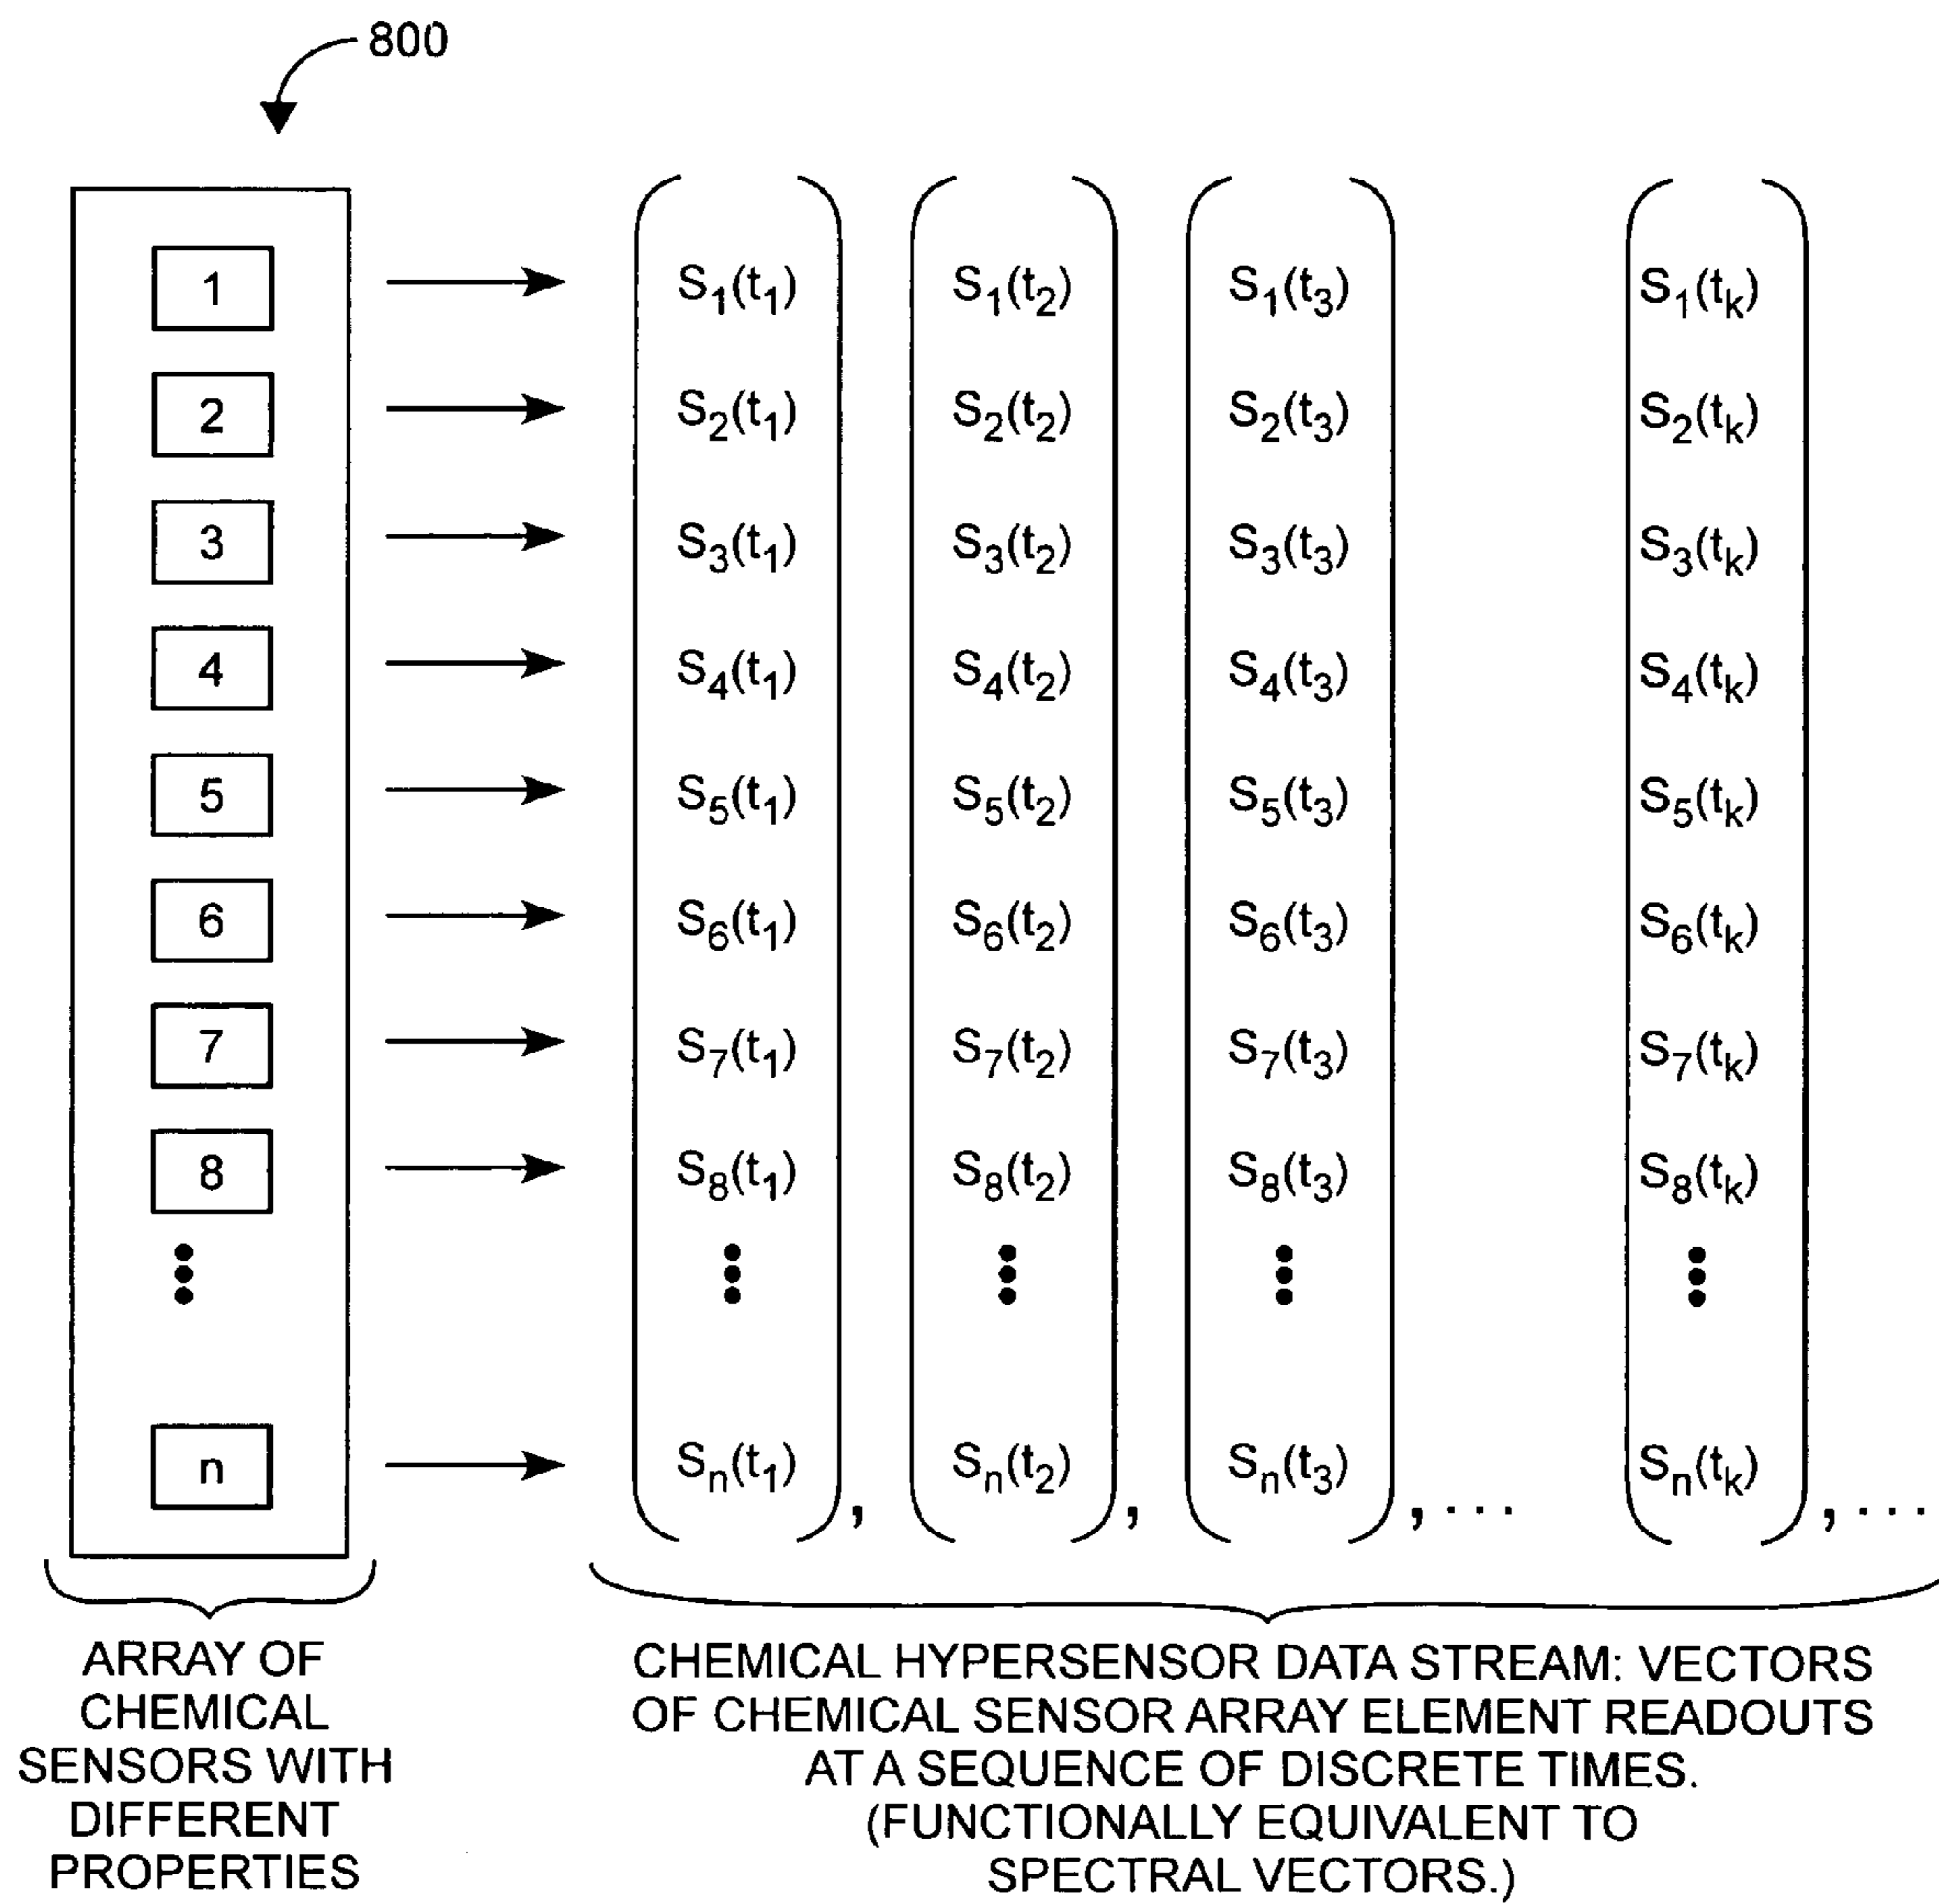 800
1 → S₁(t₁) S₁(t₂) S₁(t₃) S₁(tₖ)
2 → S₂(t₁) S₂(t₂) S₂(t₃) S₂(tₖ)
3 → S₃(t₁) S₃(t₂) S₃(t₃) S₃(tₖ)
4 → S₄(t₁) S₄(t₂) S₄(t₃) S₄(tₖ)
5 → S₅(t₁) S₅(t₂) S₅(t₃) S₅(tₖ)
6 → S₆(t₁) S₆(t₂) S₆(t₃) S₆(tₖ)
7 → S₇(t₁) S₇(t₂) S₇(t₃) S₇(tₖ)
8 → S₈(t₁) S₈(t₂) S₈(t₃) S₈(tₖ)
⋮ ⋮ ⋮ ⋮ ⋮
n → Sₙ(t₁) , Sₙ(t₂) , Sₙ(t₃) , ... Sₙ(tₖ) , ...
ARRAY OF
CHEMICAL
SENSORS WITH
DIFFERENT
PROPERTIES
CHEMICAL HYPERSENSOR DATA STREAM: VECTORS
OF CHEMICAL SENSOR ARRAY ELEMENT READOUTS
AT A SEQUENCE OF DISCRETE TIMES.
(FUNCTIONALLY EQUIVALENT TO
SPECTRAL VECTORS.)